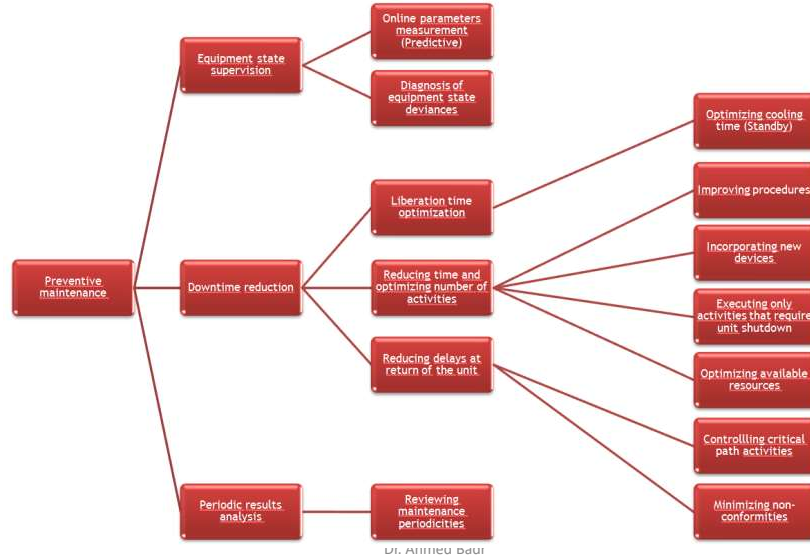 Online parameters
measurement
(Predictive)
Equipment state
supervision
Diagnosis of
equipment state
deviances
Optimizing cooling
time (Standby)
Liberation time
optimization
Improving procedures
Incorporating new
devices
Preventive
maintenance
Downtime reduction
Reducing time and
optimizing number of
activities
Executing only
activities that require
unit shutdown
Reducing delays at
return of the unit
Optimizing available
resources
Controllling critical
path activities
Periodic results
analysis
Reviewing
maintenance
periodicities
Minimizing non-
conformities
Dr. Ahmed Badr